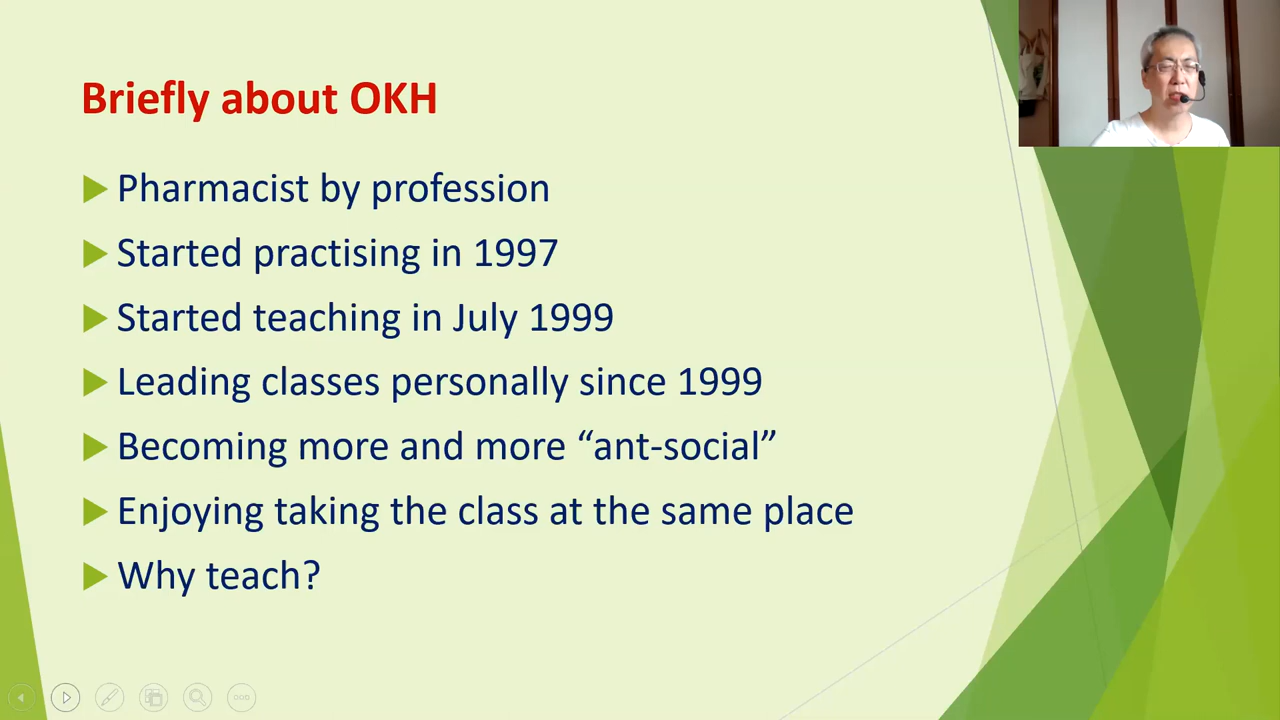 Briefly about OKH
Pharmacist by profession
Started practising in 1997
Started teaching in July 1999
Leading classes personally since 1999
Becoming more and more “ant-social”
Enjoying taking the class at the same place
Why teach?